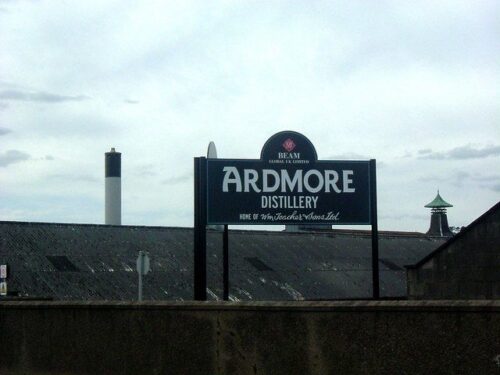 BEAM
GLOBAL UK LIMITED
ARDMORE
DISTILLERY
HOME OF Wm Teacher & Sons Ltd